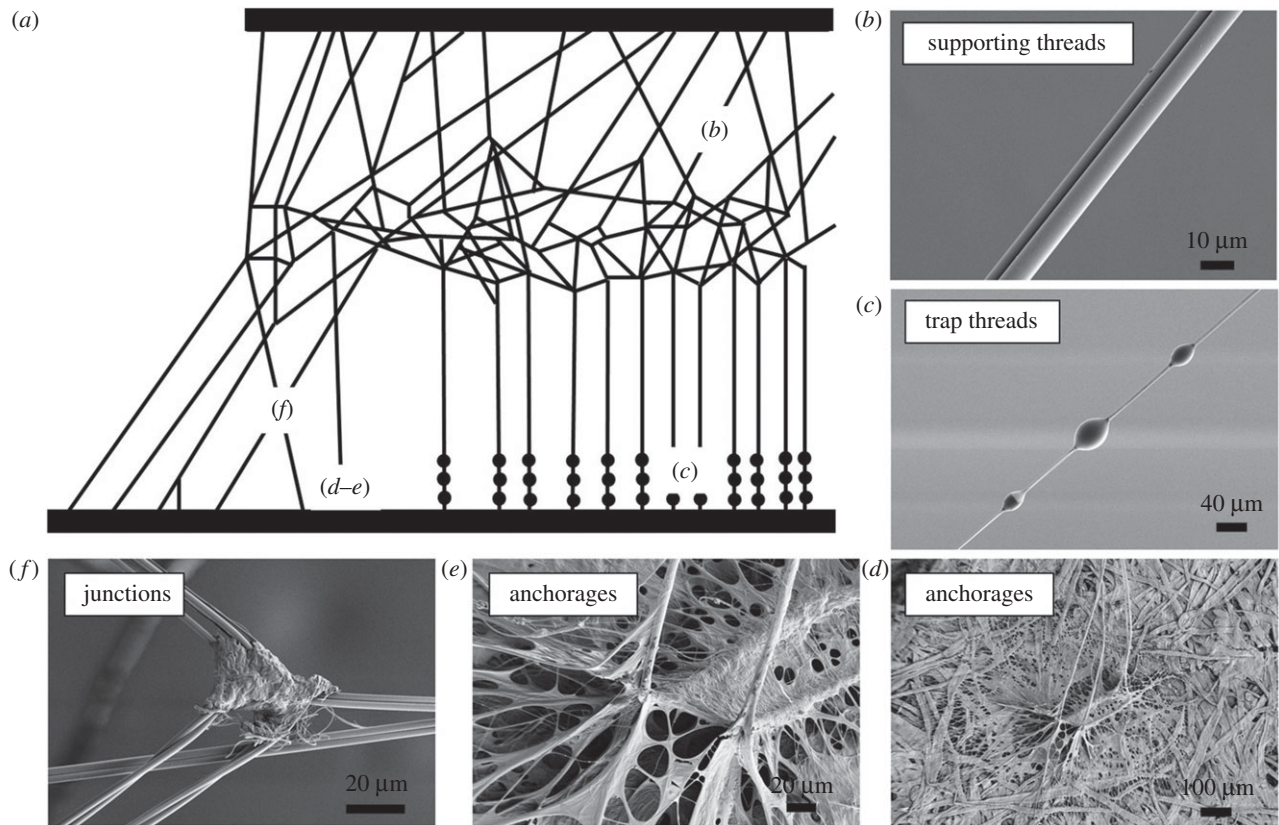 (a)
(b)
(f)
(d–e)
(c)
(b)
supporting threads
10 µm
(c)
trap threads
40 µm
(f)
junctions
20 µm
(e)
anchorages
20 µm
(d)
anchorages
100 µm